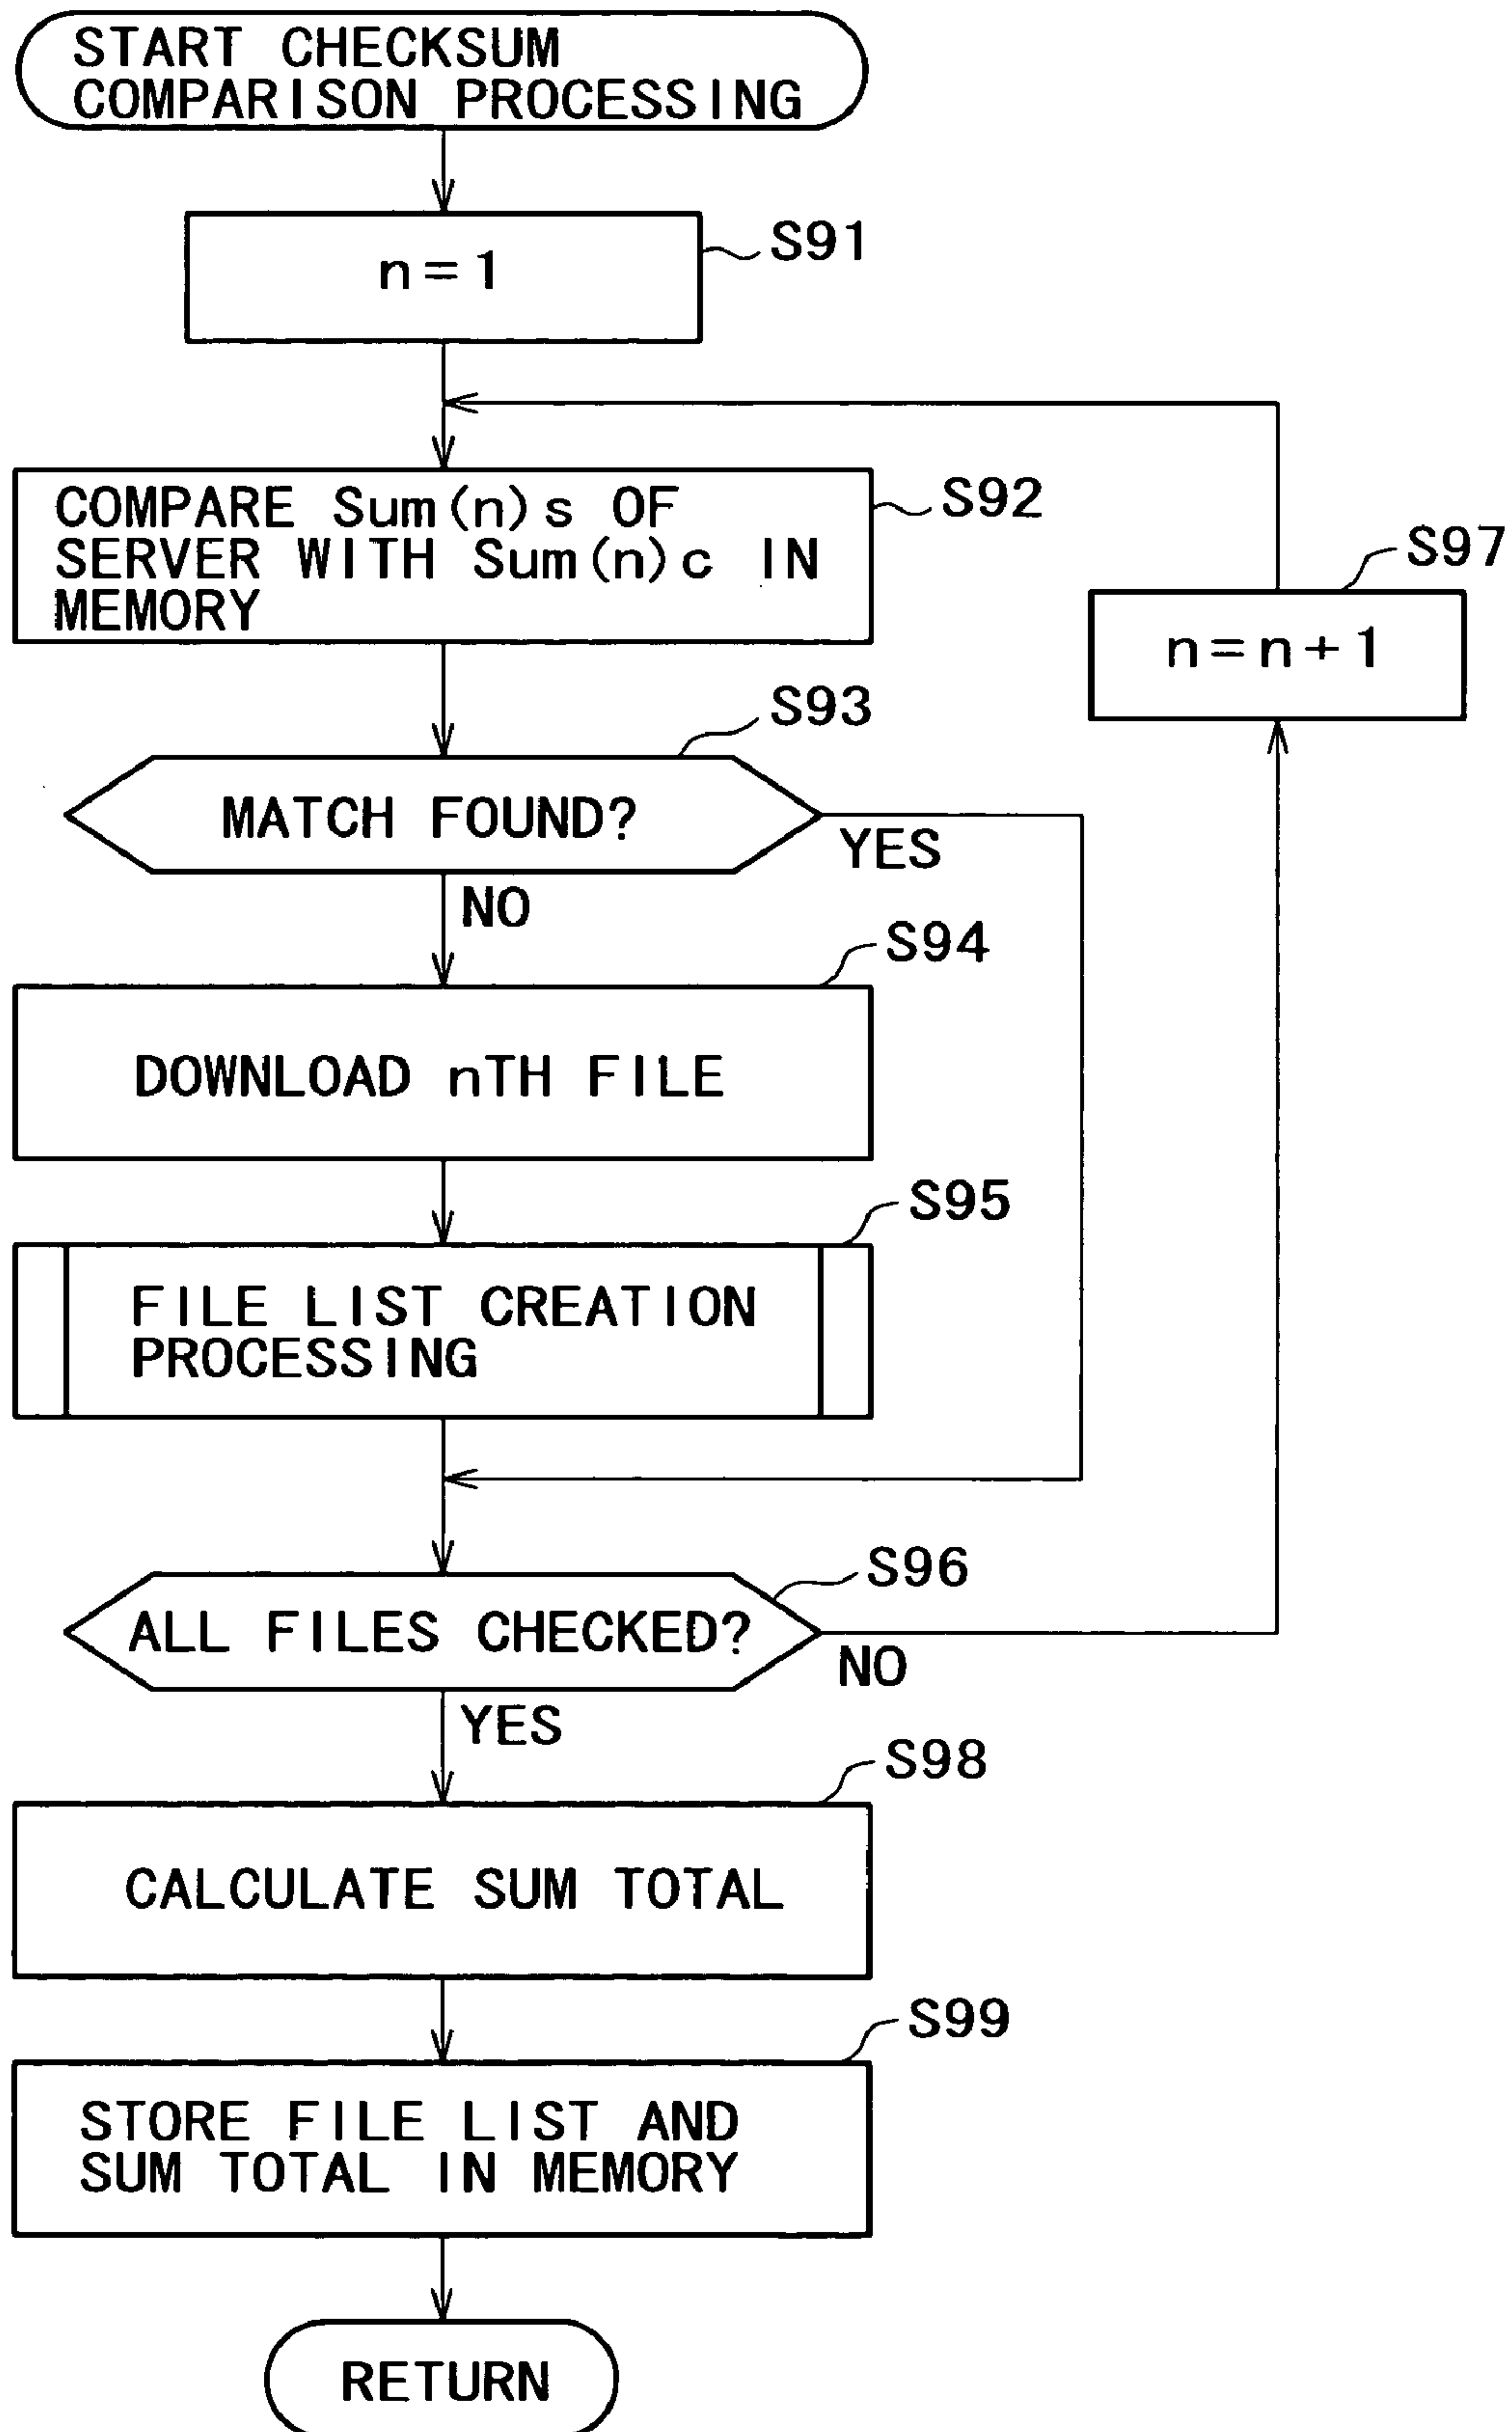 START CHECKSUM
COMPARISON PROCESSING
n=1
S91
COMPARE Sum(n)s OF
SERVER WITH Sum(n)c IN
MEMORY
S92
n=n+1
S97
MATCH FOUND?
S93
YES
NO
DOWNLOAD nTH FILE
S94
FILE LIST CREATION
PROCESSING
S95
ALL FILES CHECKED?
S96
NO
YES
CALCULATE SUM TOTAL
S98
STORE FILE LIST AND
SUM TOTAL IN MEMORY
S99
RETURN